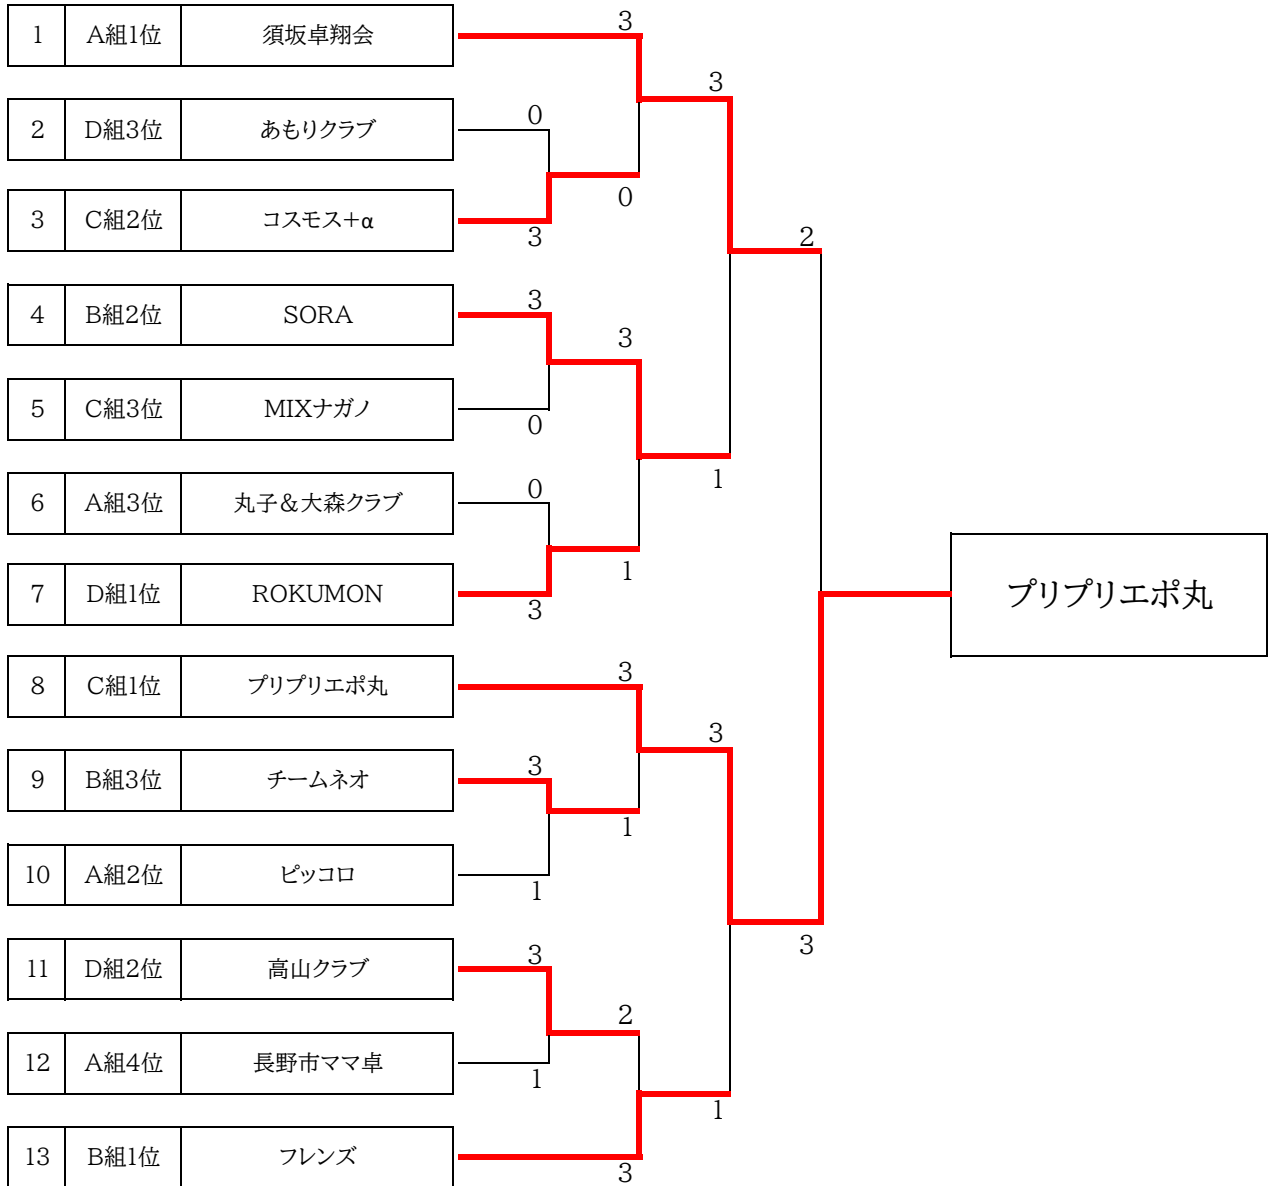 3
1 A組1位 須坂卓翔会
3
0
2 D組3位 あもりクラブ
0
3 C組2位 コスモス+α
3
2
3
4 B組2位 SORA
3
5 C組3位 MIXナガノ
0
1
0
6 A組3位 丸子&大森クラブ
1
プリプリエポ丸
7 D組1位 ROKUMON
3
3
8 C組1位 プリプリエポ丸
3
3
9 B組3位 チームネオ
1
10 A組2位 ピッコロ
1
3
3
11 D組2位 高山クラブ
2
12 A組4位 長野市ママ卓
1
1
13 B組1位 フレンズ
3